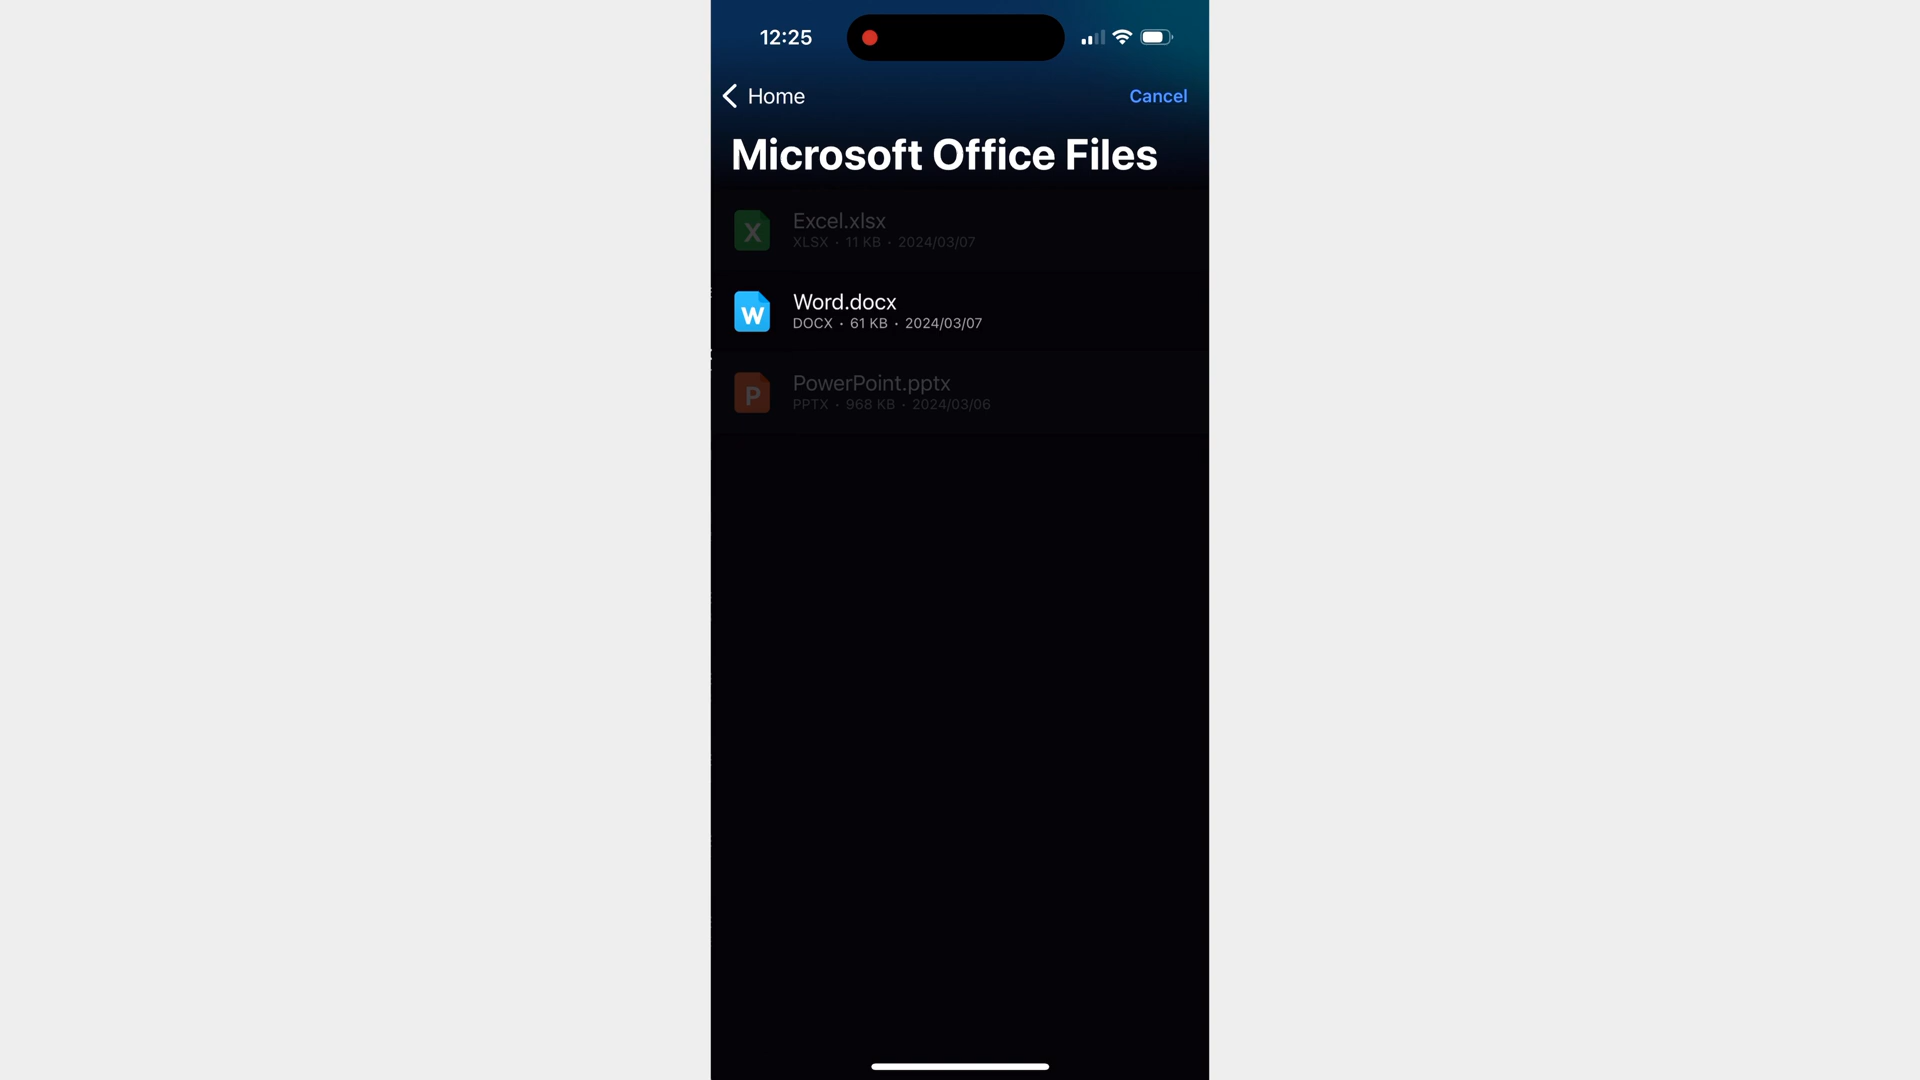 12:25
Home
Cancel
Microsoft Office Files
X
Excel.xlsx
XLSX · 11 KB · 2024/03/07
W
Word.docx
DOCX · 61 KB · 2024/03/07
P
PowerPoint.pptx
PPTX · 968 KB · 2024/03/06